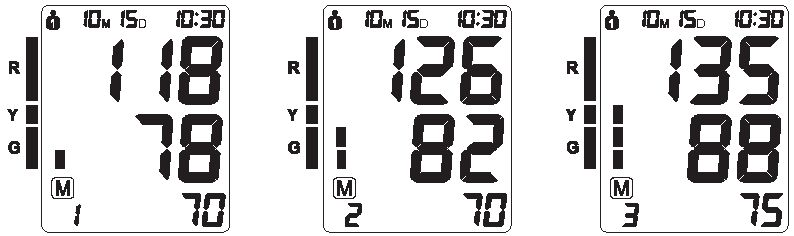 10M 15D 10:30
R 118
Y
G 78
M
1 70
10M 15D 10:30
R 126
Y
G 82
M
2 70
10M 15D 10:30
R 135
Y
G 88
M
3 75